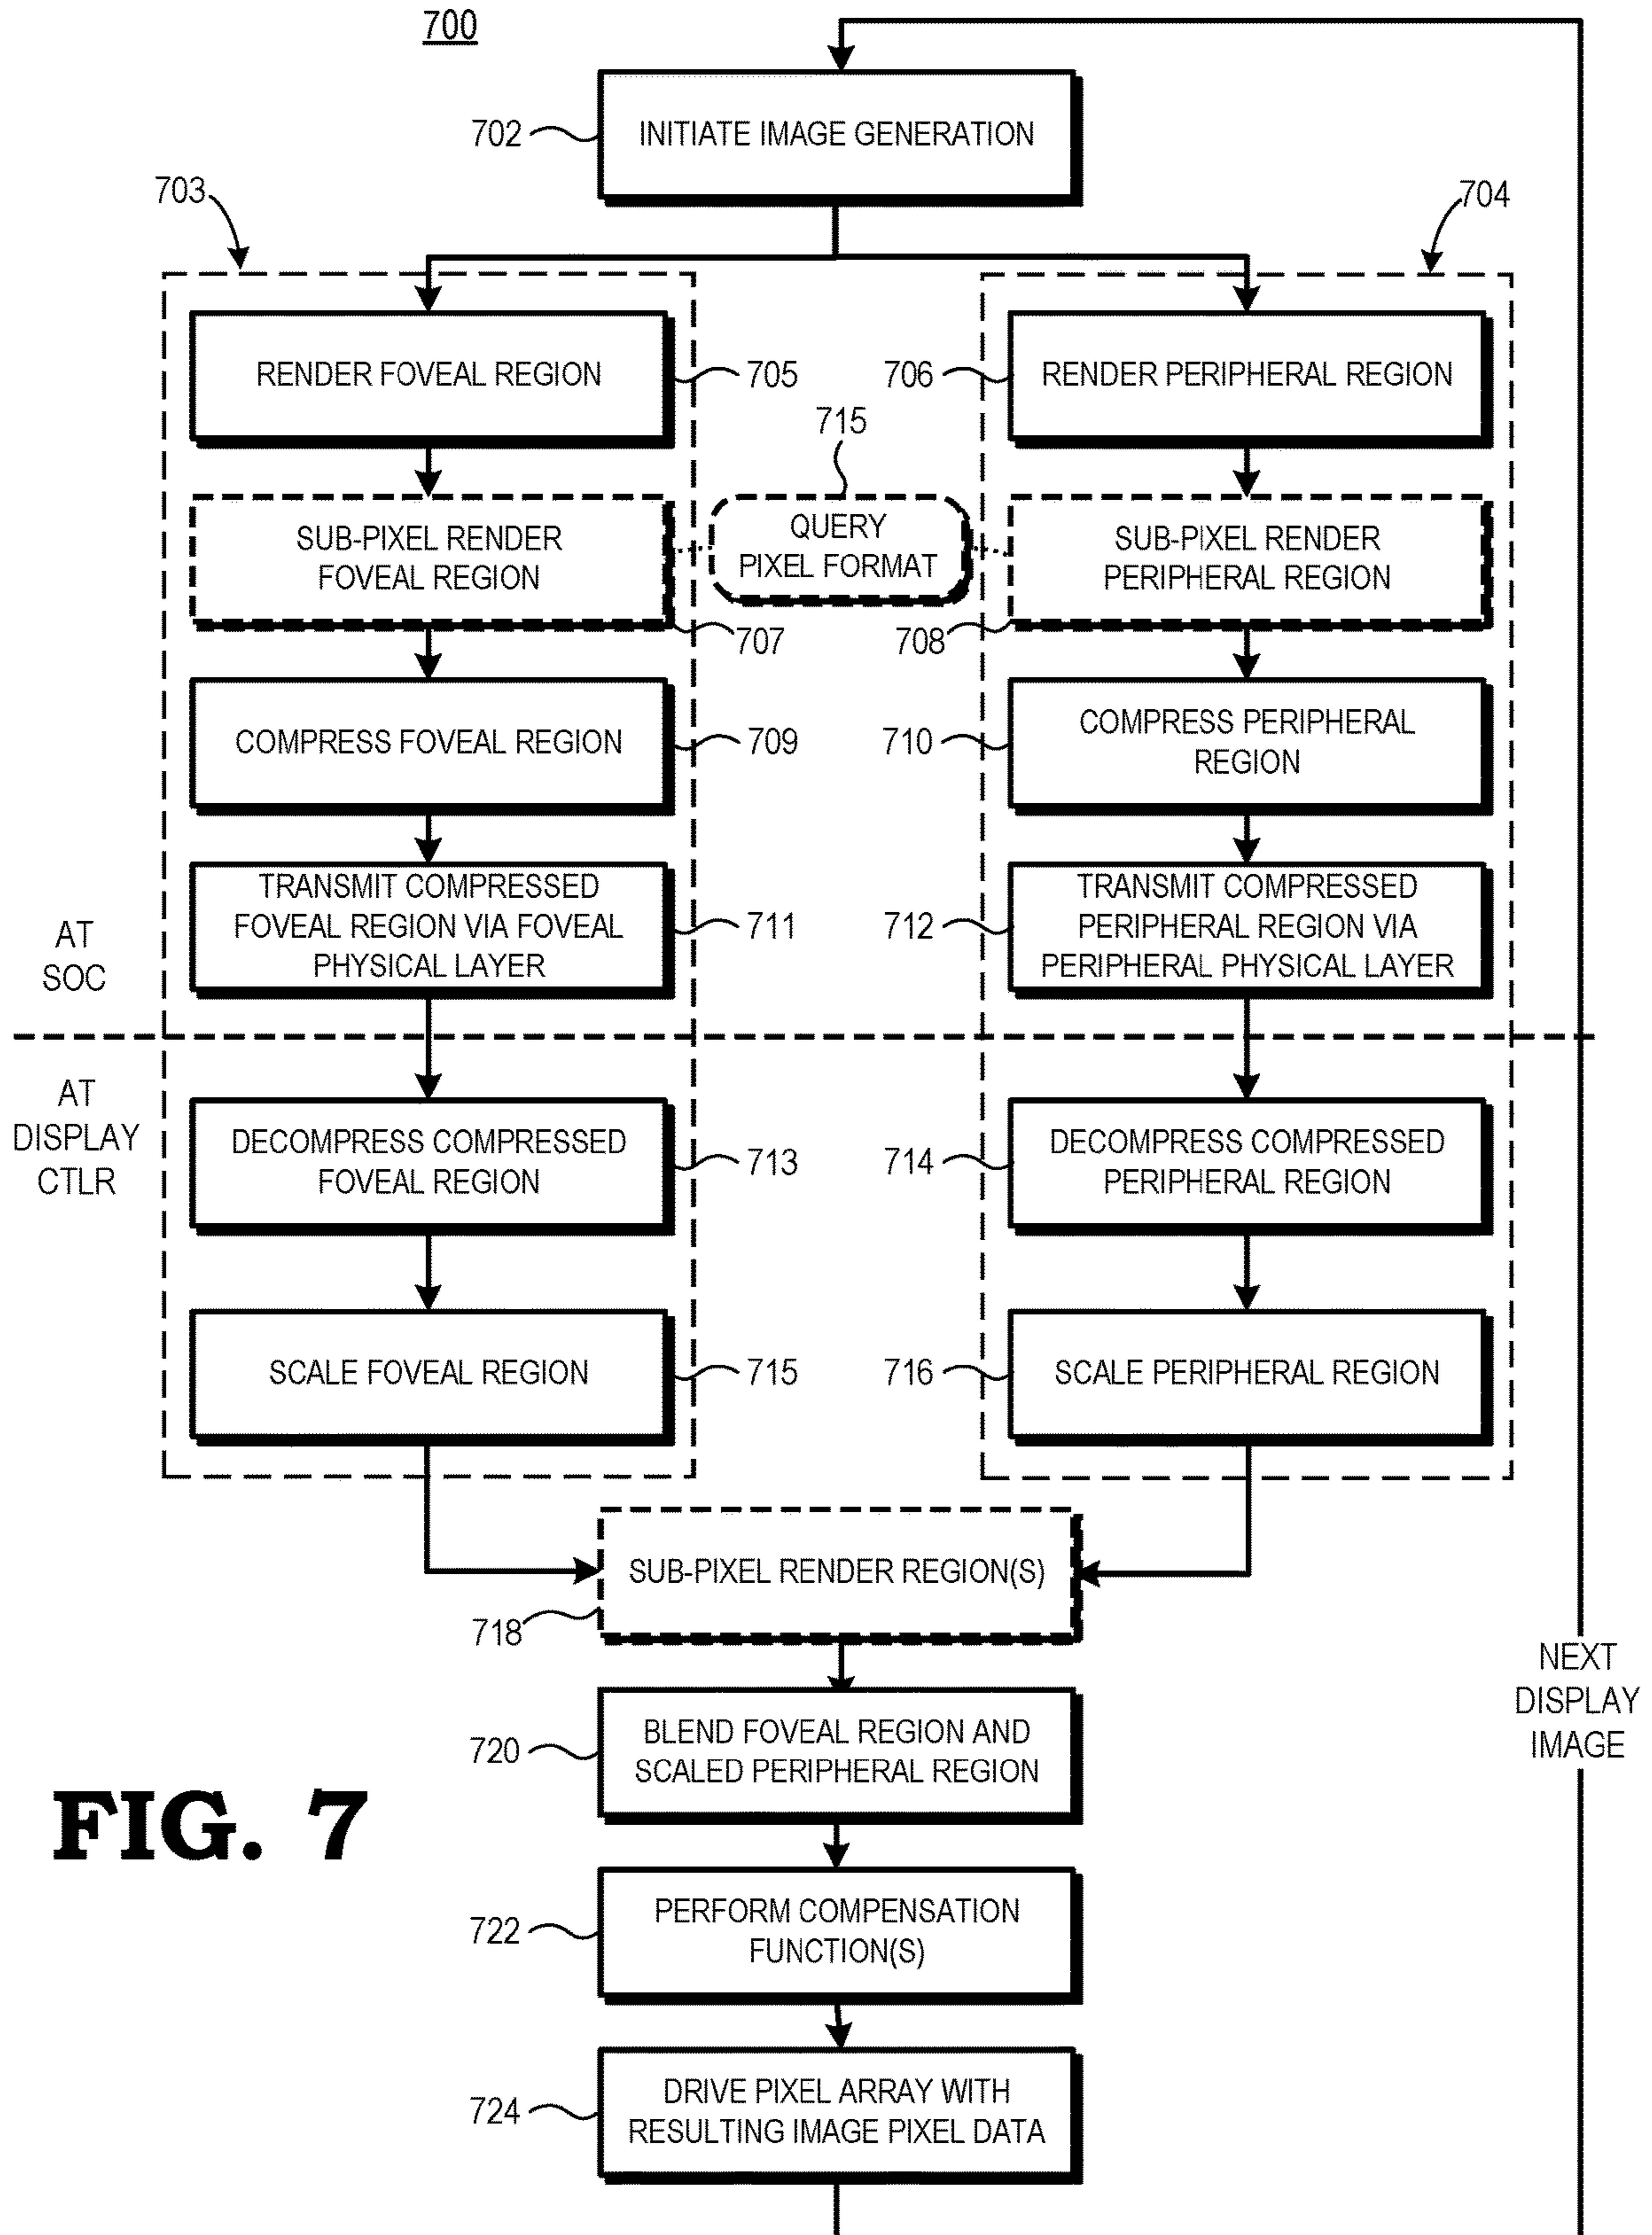 700
702
INITIATE IMAGE GENERATION
703
704
RENDER FOVEAL REGION
705
706
RENDER PERIPHERAL REGION
715
SUB-PIXEL RENDER
FOVEAL REGION
707
QUERY
PIXEL FORMAT
SUB-PIXEL RENDER
PERIPHERAL REGION
708
COMPRESS FOVEAL REGION
709
710
COMPRESS PERIPHERAL
REGION
AT
SOC
TRANSMIT COMPRESSED
FOVEAL REGION VIA FOVEAL
PHYSICAL LAYER
711
712
TRANSMIT COMPRESSED
PERIPHERAL REGION VIA
PERIPHERAL PHYSICAL LAYER
AT
DISPLAY
CTLR
DECOMPRESS COMPRESSED
FOVEAL REGION
713
714
DECOMPRESS COMPRESSED
PERIPHERAL REGION
SCALE FOVEAL REGION
715
716
SCALE PERIPHERAL REGION
SUB-PIXEL RENDER REGION(S)
718
NEXT
DISPLAY
IMAGE
720
BLEND FOVEAL REGION AND
SCALED PERIPHERAL REGION
FIG. 7
722
PERFORM COMPENSATION
FUNCTION(S)
724
DRIVE PIXEL ARRAY WITH
RESULTING IMAGE PIXEL DATA